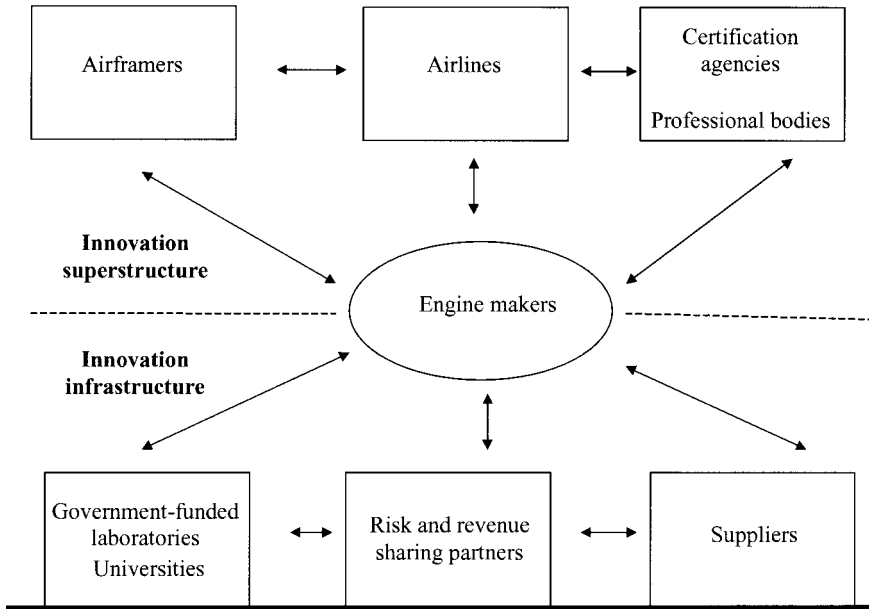 Airframers
Airlines
Certification
agencies
Professional bodies
Innovation
superstructure
Engine makers
Innovation
infrastructure
Government-funded
laboratories
Universities
Risk and revenue
sharing partners
Suppliers